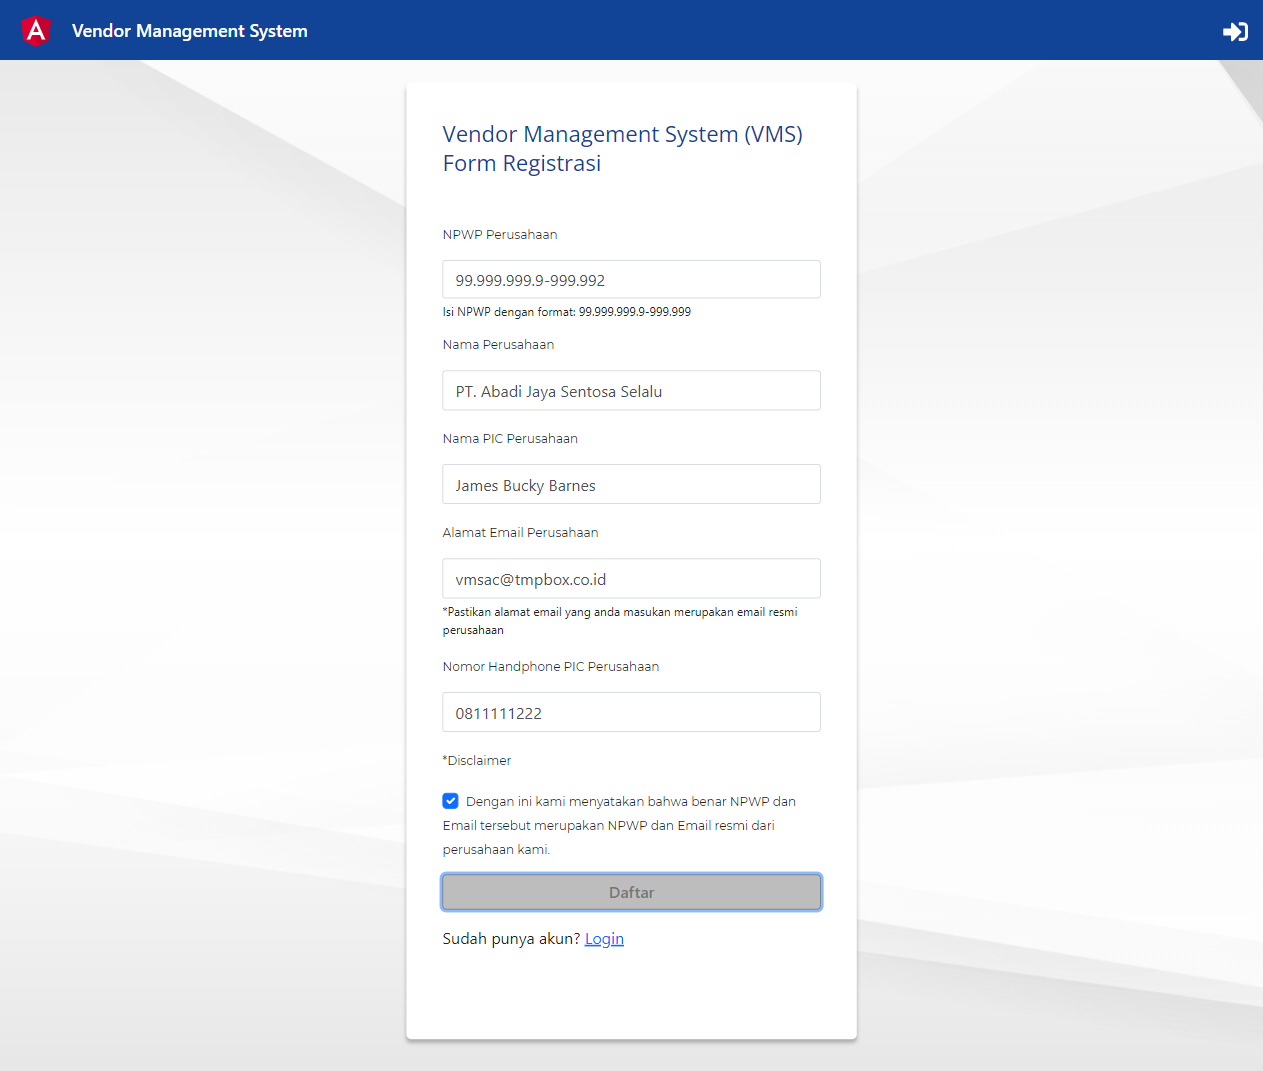 Vendor Management System
Vendor Management System (VMS)
Form Registrasi
NPWP Perusahaan
99.999.999.9-999.992
Isi NPWP dengan format: 99.999.999.9-999.999
Nama Perusahaan
PT. Abadi Jaya Sentosa Selalu
Nama PIC Perusahaan
James Bucky Barnes
Alamat Email Perusahaan
vmsac@tmpbox.co.id
*Pastikan alamat email yang anda masukan merupakan email resmi
perusahaan
Nomor Handphone PIC Perusahaan
0811111222
*Disclaimer
Dengan ini kami menyatakan bahwa benar NPWP dan
Email tersebut merupakan NPWP dan Email resmi dari
perusahaan kami.
Daftar
Sudah punya akun? Login